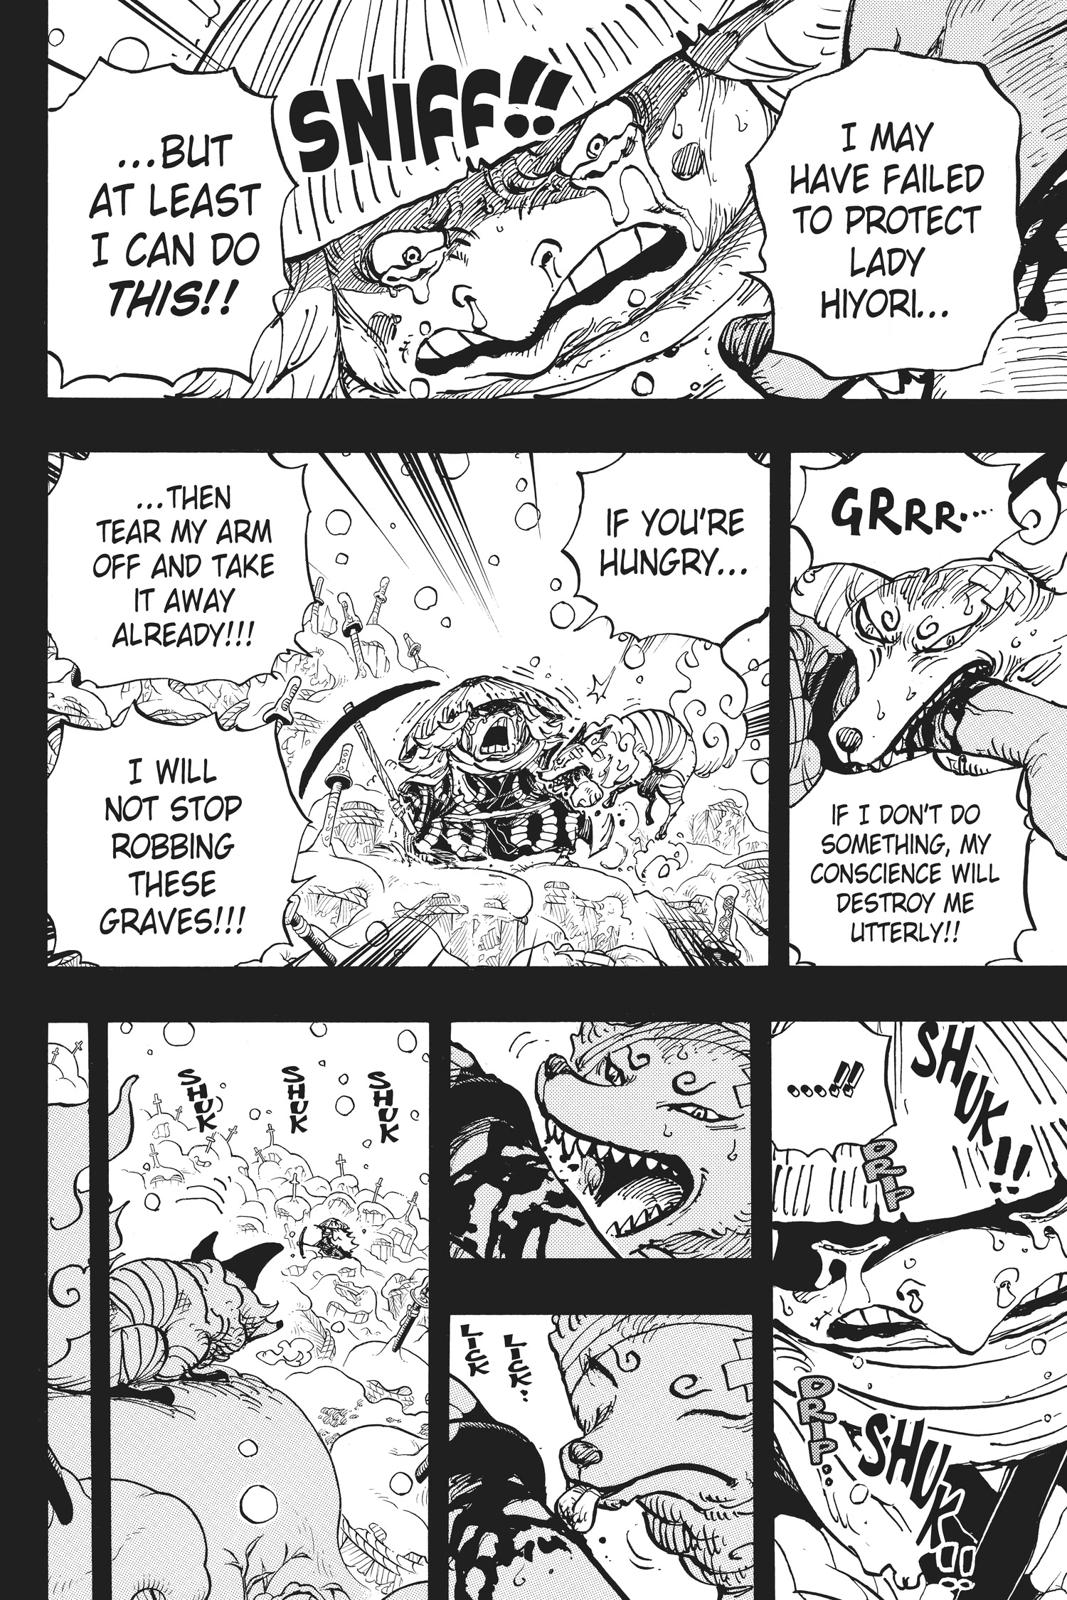 I MAY
HAVE FAILED
TO PROTECT
LADY
HIYORI...
SNIFF!!
...BUT
AT LEAST
I CAN DO
THIS!!
GRRR...
IF I DON'T DO
SOMETHING, MY
CONSCIENCE WILL
DESTROY ME
UTTERLY!!
IF YOU'RE
HUNGRY...
...THEN
TEAR MY ARM
OFF AND TAKE
IT AWAY
ALREADY!!!
I WILL
NOT STOP
ROBBING
THESE
GRAVES!!!
SHUK!!
....!!
DRIP
DRIP..
SHUK!!
LICK,
LICK
SHUK
SHUK
SHUK